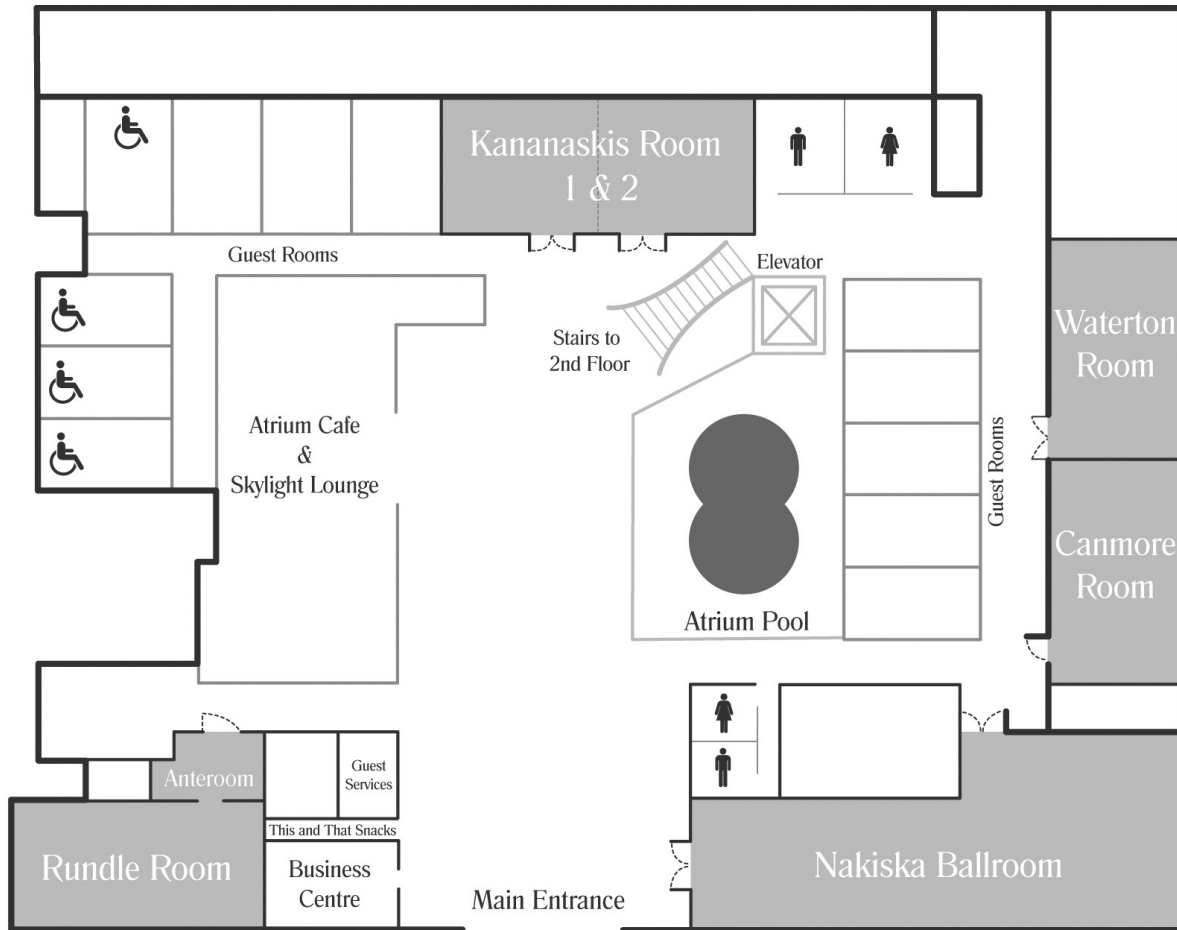 Kananaskis Room
1 & 2
Guest Rooms
Elevator
Stairs to
2nd Floor
Waterton
Room
Atrium Cafe
&
Skylight Lounge
Guest Rooms
Canmore
Room
Atrium Pool
Anteroom
Guest
Services
This and That Snacks
Rundle Room
Business
Centre
Main Entrance
Nakiska Ballroom